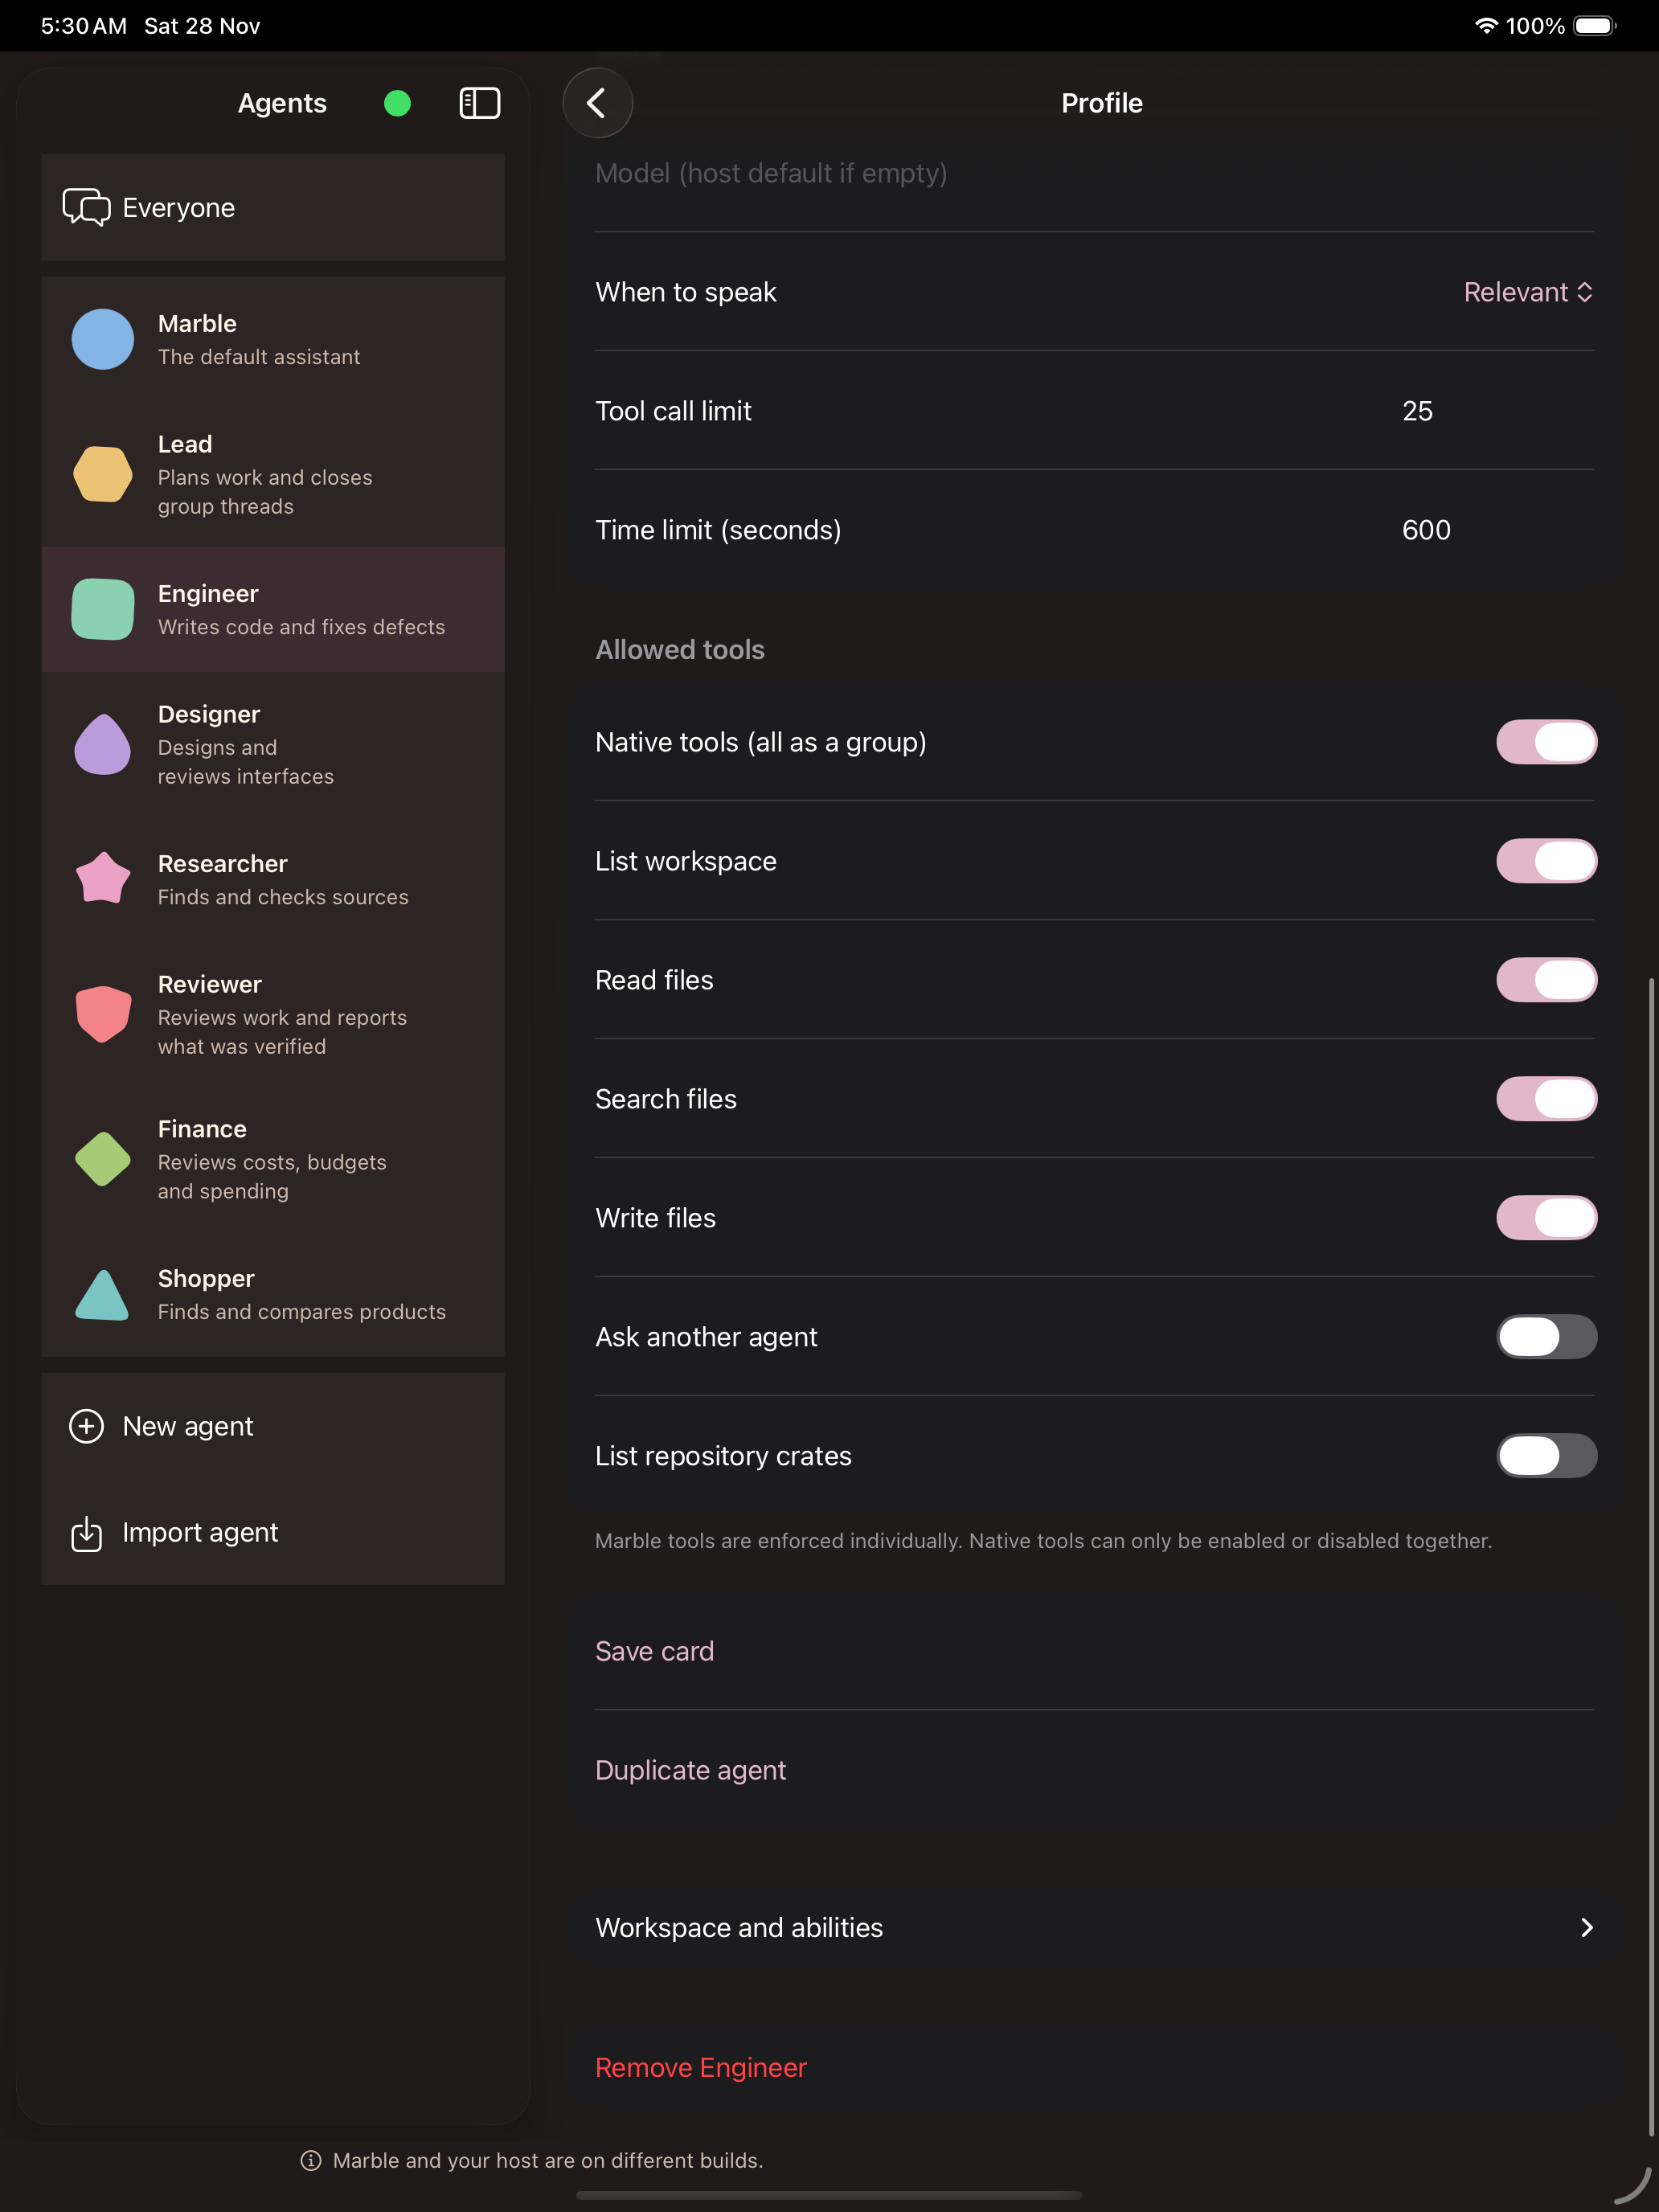 5:30 AM Sat 28 Nov
100%
Agents
Everyone
Marble
The default assistant
Lead
Plans work and closes
group threads
Engineer
Writes code and fixes defects
Designer
Designs and
reviews interfaces
Researcher
Finds and checks sources
Reviewer
Reviews work and reports
what was verified
Finance
Reviews costs, budgets
and spending
Shopper
Finds and compares products
New agent
Import agent
Profile
Model (host default if empty)
When to speak Relevant
Tool call limit 25
Time limit (seconds) 600
Allowed tools
Native tools (all as a group)
List workspace
Read files
Search files
Write files
Ask another agent
List repository crates
Marble tools are enforced individually. Native tools can only be enabled or disabled together.
Save card
Duplicate agent
Workspace and abilities
Remove Engineer
Marble and your host are on different builds.